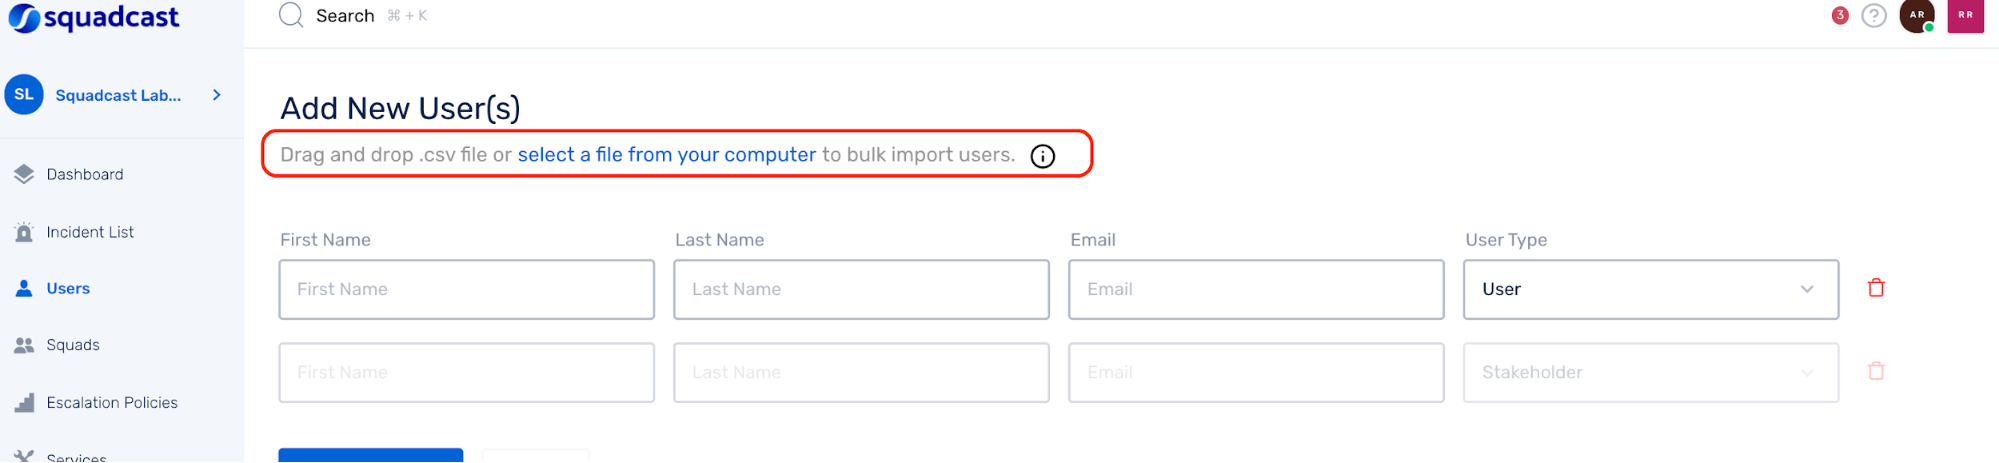 squadcast
Search ⌘ + K
3
?
AR
RR
SL
Squadcast Lab...
Dashboard
Incident List
Users
Squads
Escalation Policies
Services
Add New User(s)
Drag and drop .csv file or select a file from your computer to bulk import users.
First Name Last Name Email User Type
First Name Last Name Email User
First Name Last Name Email Stakeholder